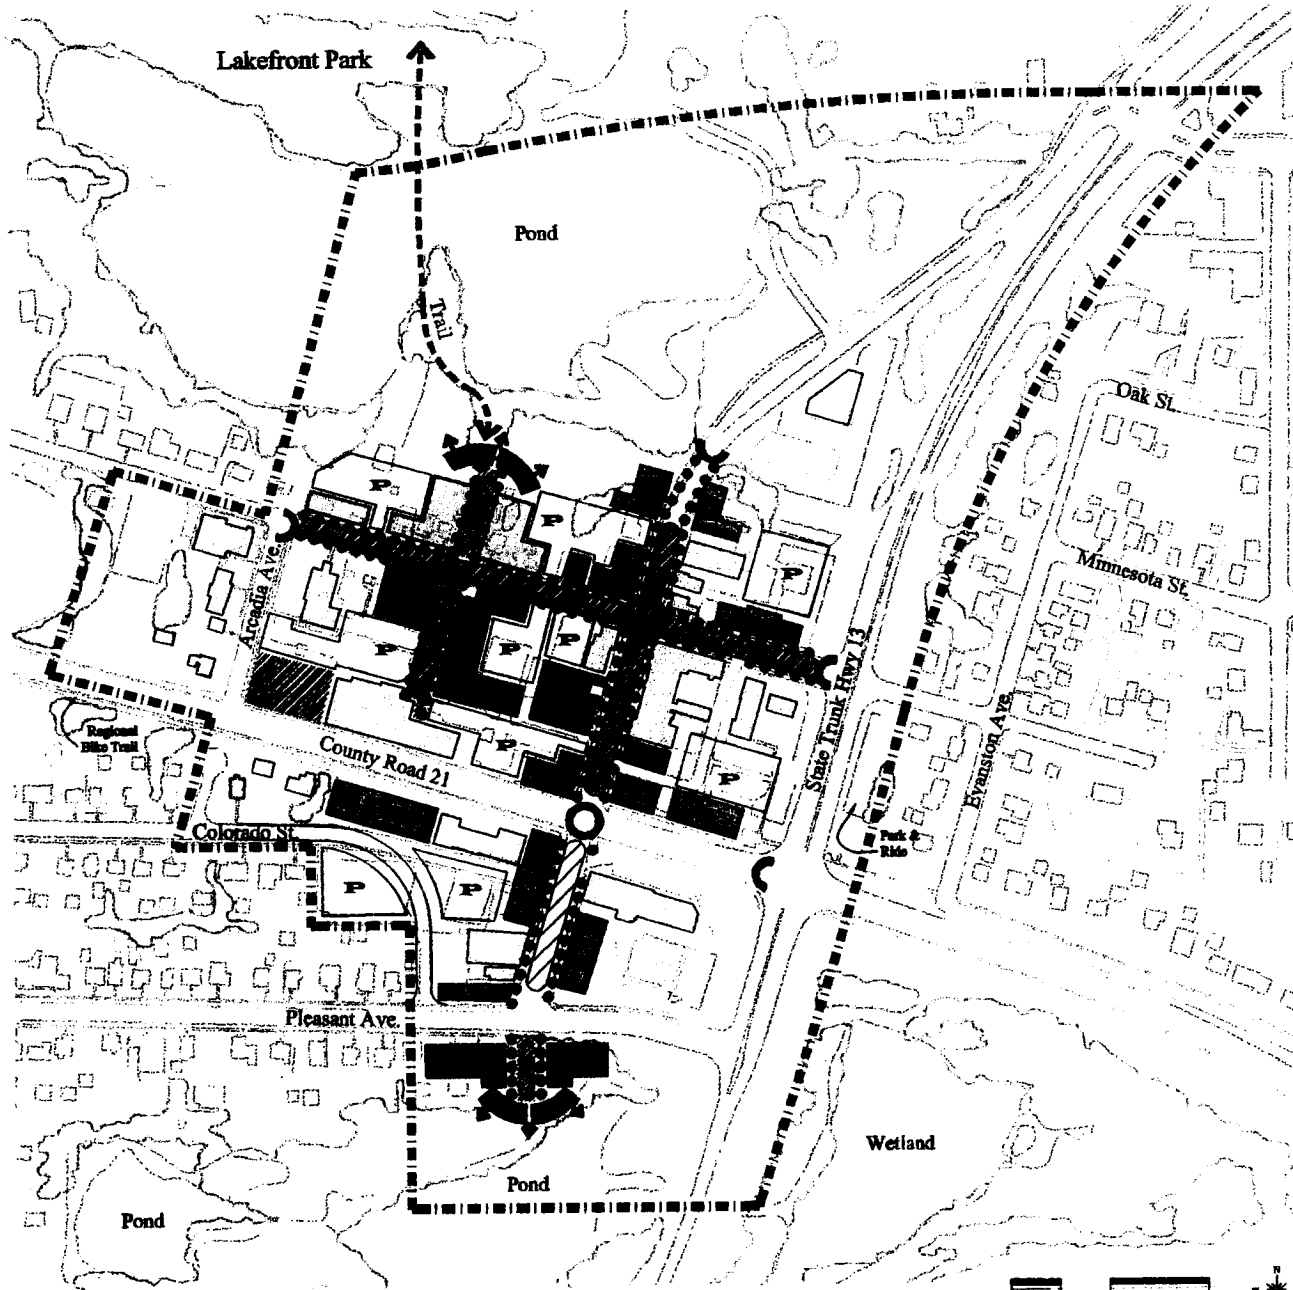 Lakefront Park
Pond
Trail
Oak St.
P
P
Minnesota St.
P
Arcadia Ave.
P
P
P
State Trunk Hwy 13
Evanston Ave.
Regional
Bike Trail
County Road 21
P
P
Colorado St.
Park &
Ride
P
P
Pleasant Ave.
Wetland
Pond
Pond
N